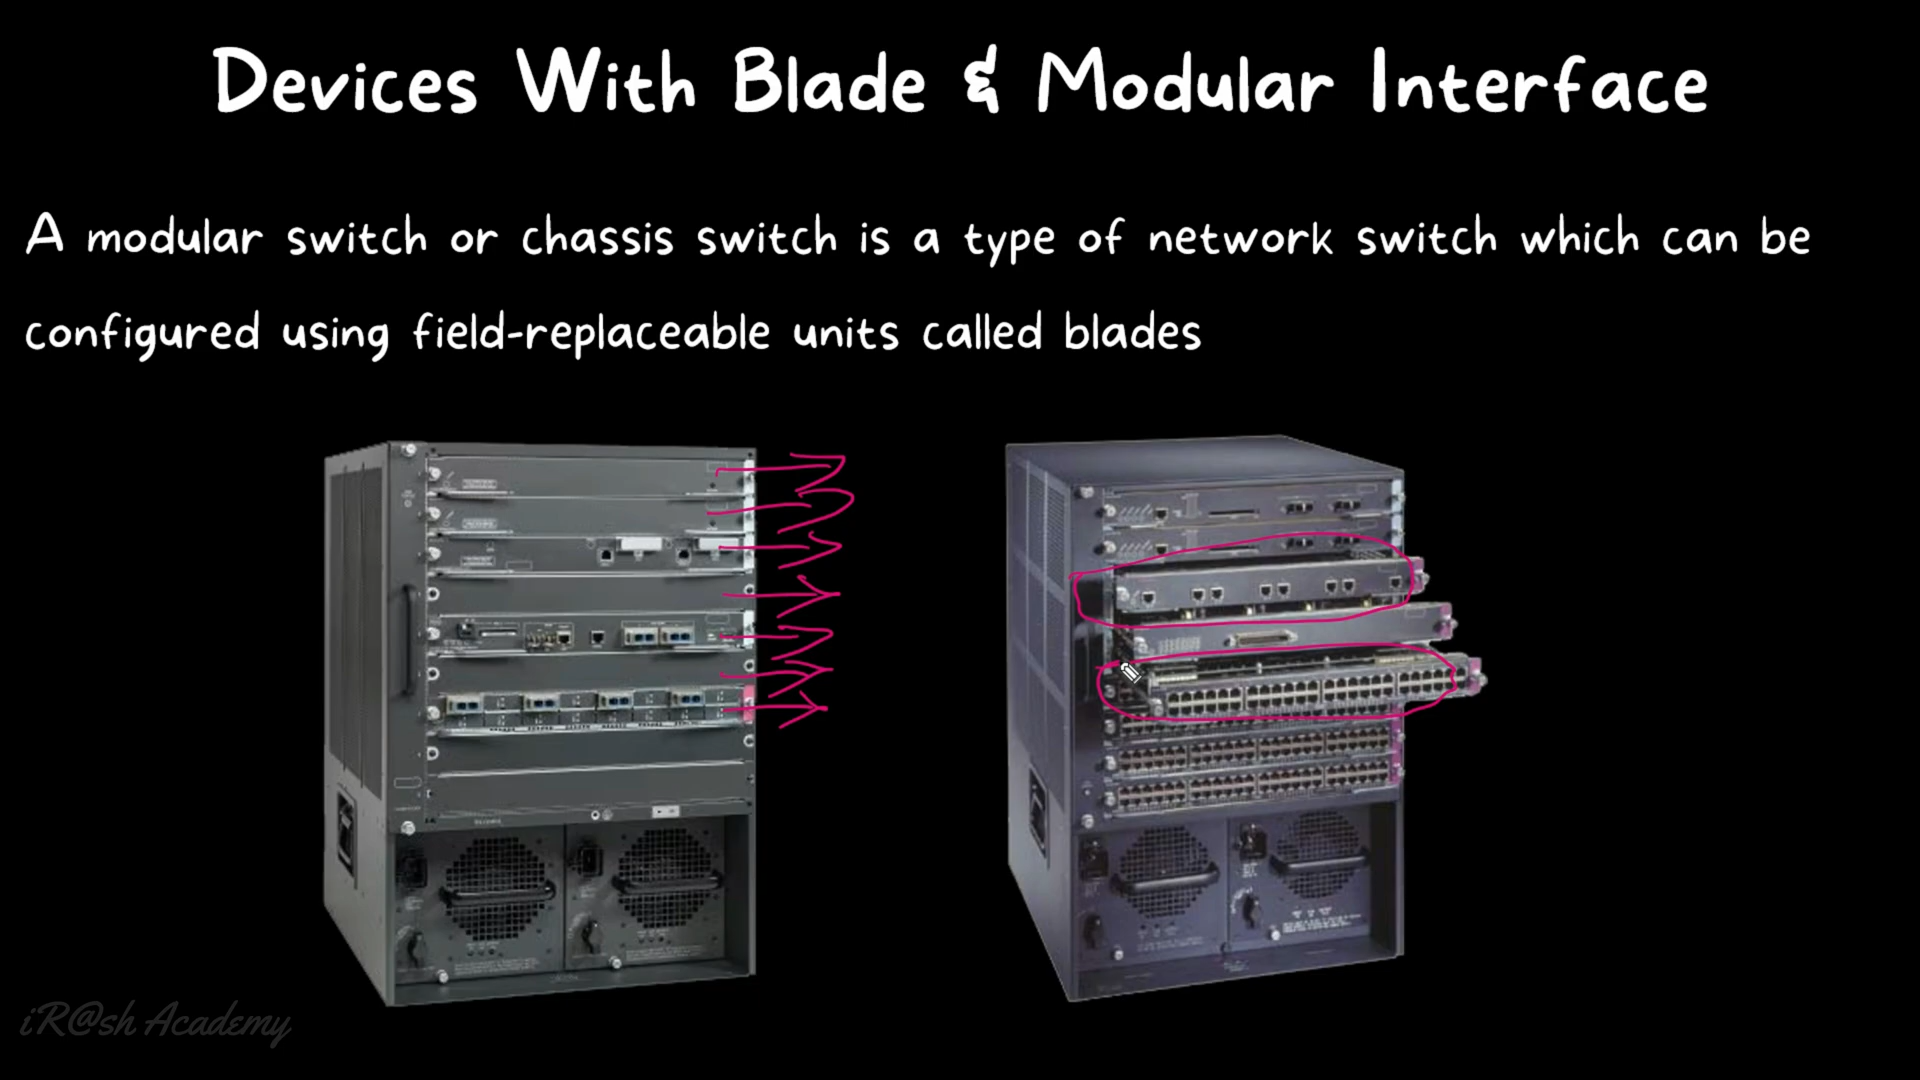 Devices With Blade & Modular Interface
A modular switch or chassis switch is a type of network switch which can be
configured using field-replaceable units called blades
iR@sh Academy